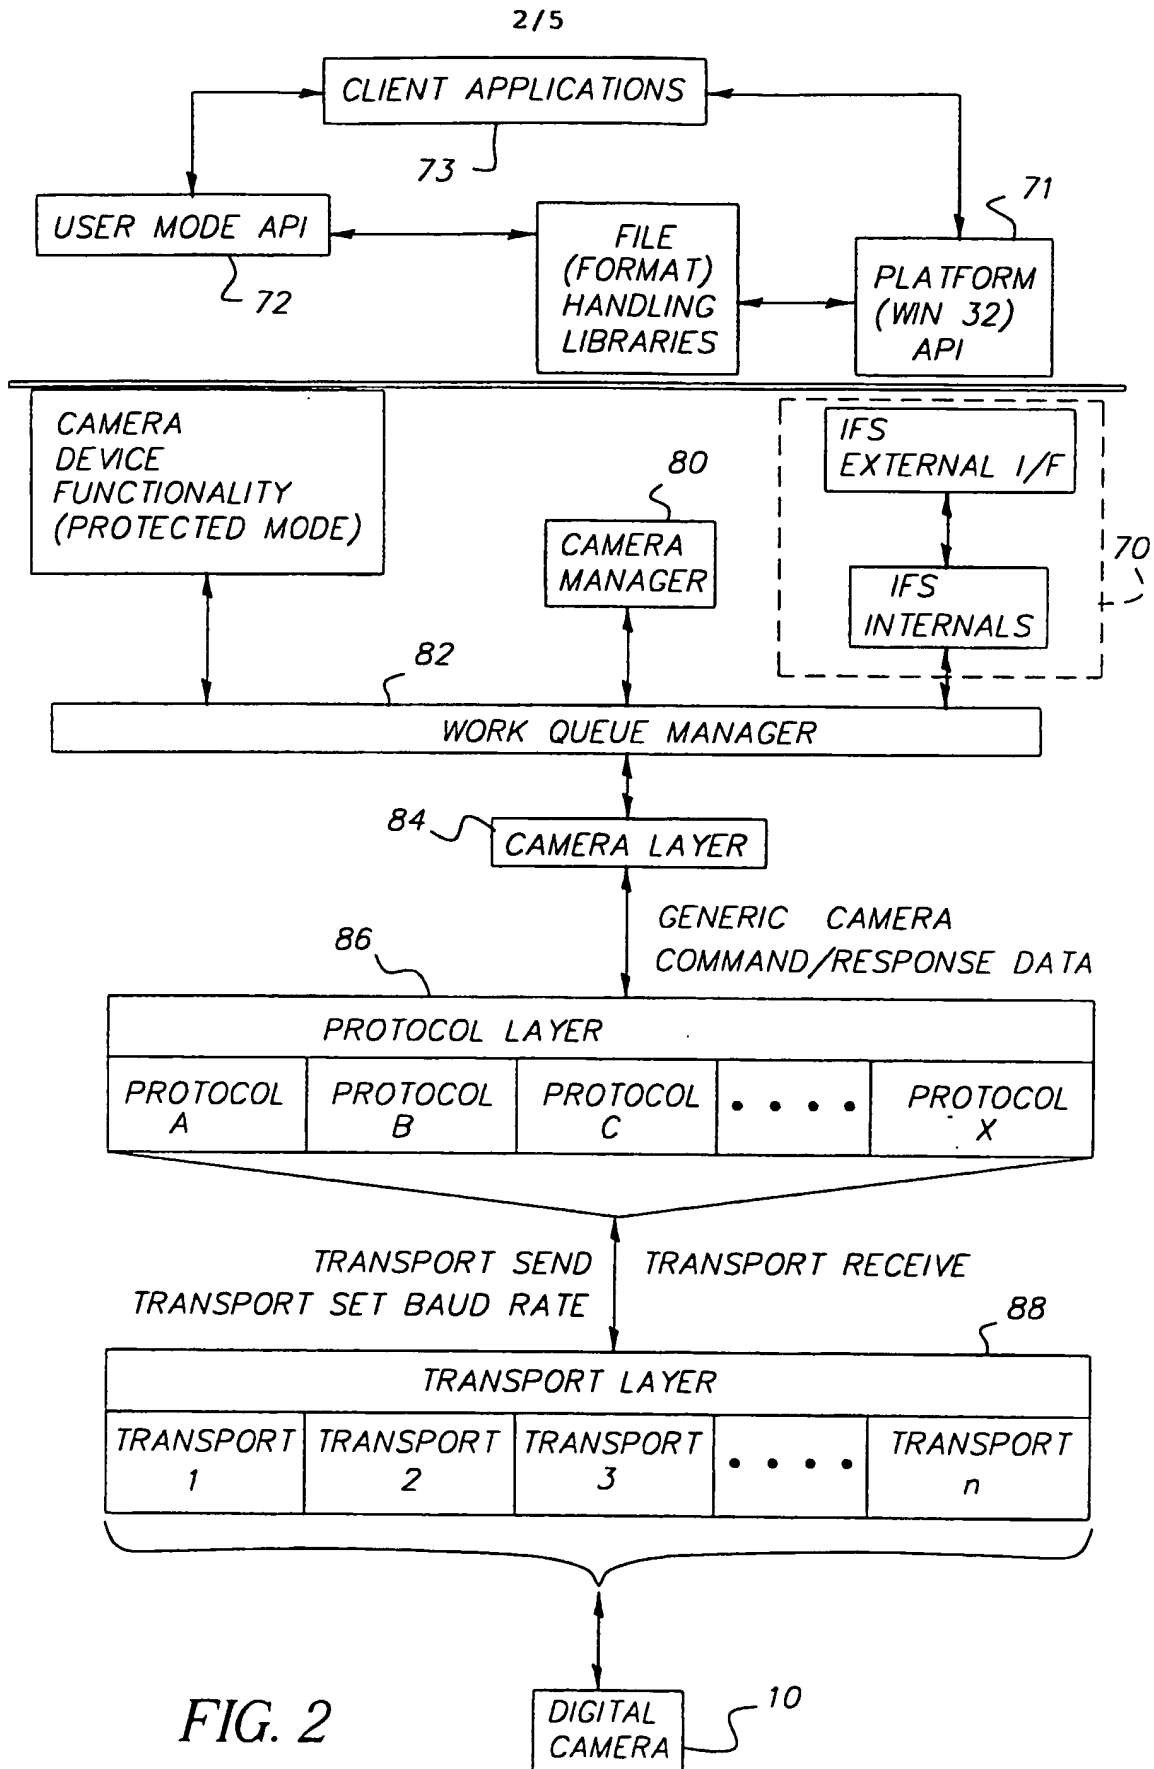 2/5
CLIENT APPLICATIONS
73
71
USER MODE API
72
FILE
(FORMAT)
HANDLING
LIBRARIES
PLATFORM
(WIN 32)
API
CAMERA
DEVICE
FUNCTIONALITY
(PROTECTED MODE)
80
CAMERA
MANAGER
IFS
EXTERNAL I/F
70
IFS
INTERNALS
82
WORK QUEUE MANAGER
84
CAMERA LAYER
GENERIC CAMERA
COMMAND/RESPONSE DATA
86
PROTOCOL LAYER
PROTOCOL
A
PROTOCOL
B
PROTOCOL
C
• • • •
PROTOCOL
X
TRANSPORT SEND
TRANSPORT SET BAUD RATE
TRANSPORT RECEIVE
88
TRANSPORT LAYER
TRANSPORT
1
TRANSPORT
2
TRANSPORT
3
• • • •
TRANSPORT
n
DIGITAL
CAMERA
10
FIG. 2